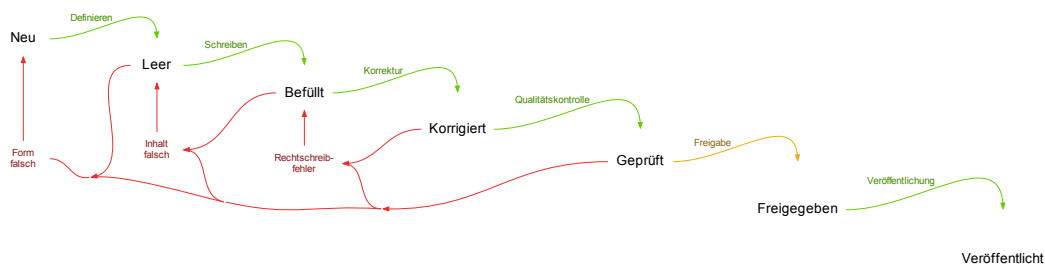 Definieren
Neu
Schreiben
Leer
Korrektur
Befüllt
Qualitätskontrolle
Korrigiert
Inhalt
falsch
Form
falsch
Rechtschreib-
fehler
Freigabe
Geprüft
Veröffentlichung
Freigegeben
Veröffentlicht